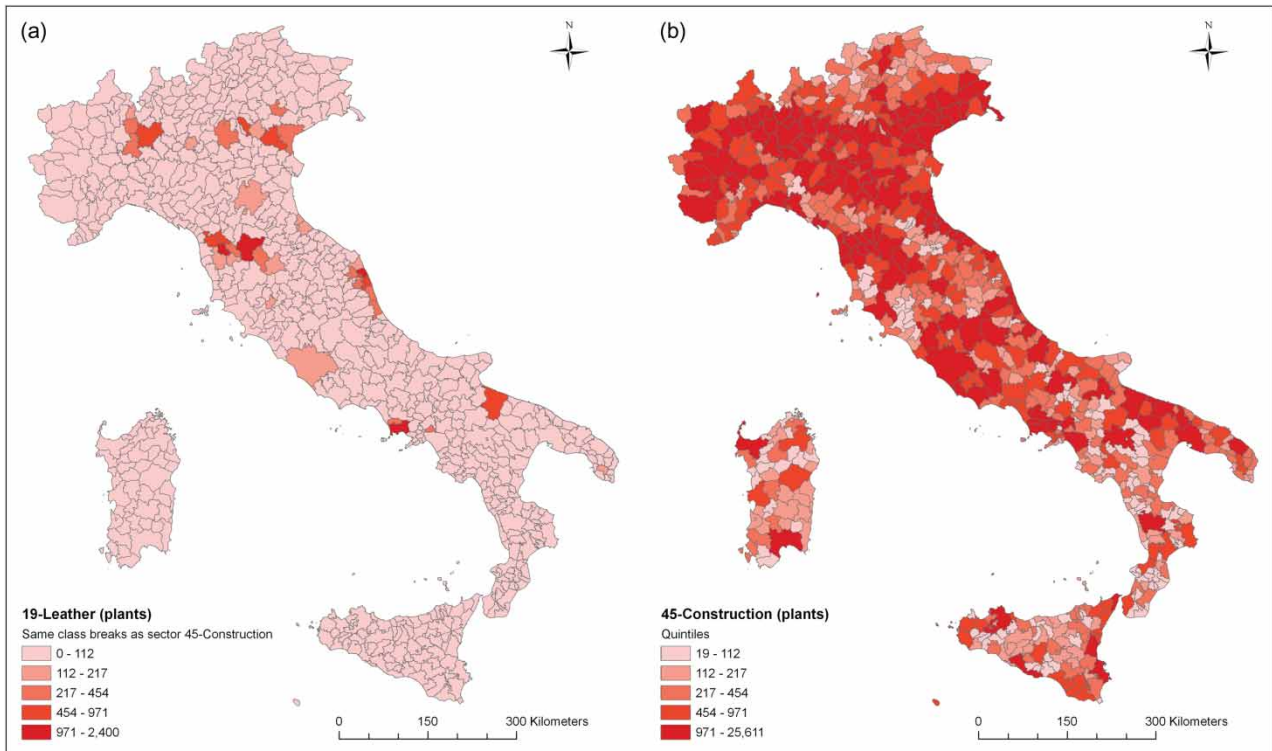 (a)
N
19-Leather (plants)
Same class breaks as sector 45-Construction
0 - 112
112 - 217
217 - 454
454 - 971
971 - 2,400
0 150 300 Kilometers
(b)
N
45-Construction (plants)
Quintiles
19 - 112
112 - 217
217 - 454
454 - 971
971 - 25,611
0 150 300 Kilometers